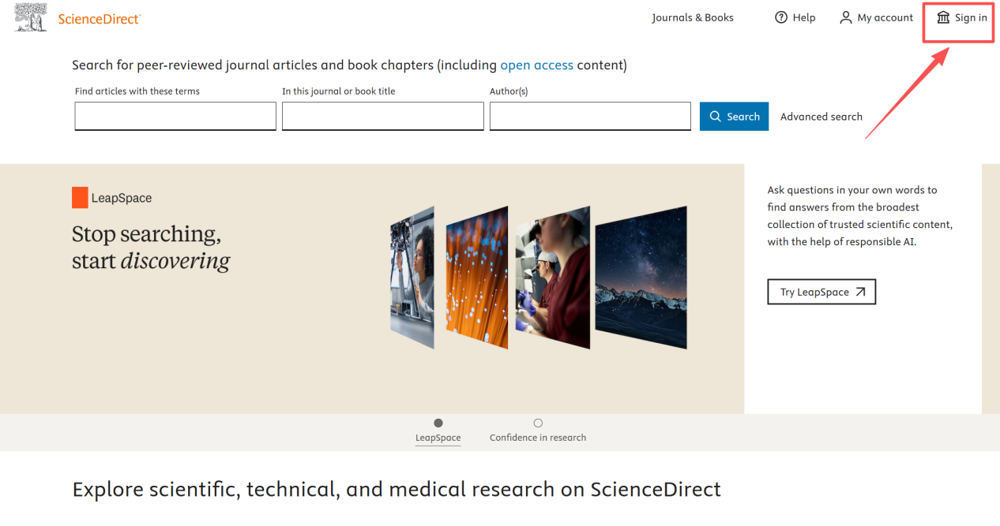 ScienceDirect
Journals & Books
Help
My account
Sign in
Search for peer-reviewed journal articles and book chapters (including open access content)
Find articles with these terms
In this journal or book title
Author(s)
Search
Advanced search
LeapSpace
Stop searching,
start discovering
Ask questions in your own words to
find answers from the broadest
collection of trusted scientific content,
with the help of responsible AI.
Try LeapSpace
LeapSpace
Confidence in research
Explore scientific, technical, and medical research on ScienceDirect